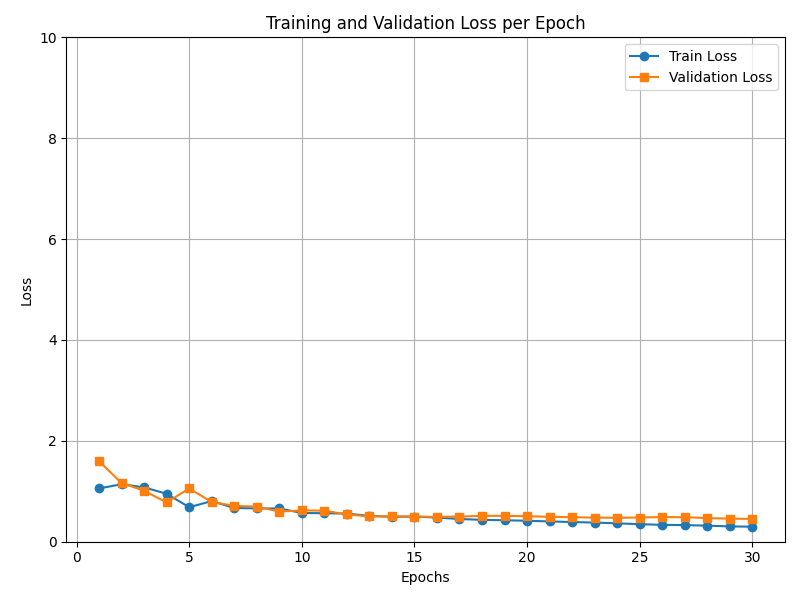 Training and Validation Loss per Epoch
10
8
6
4
2
0
Loss
Train Loss
Validation Loss
0 5 10 15 20 25 30
Epochs